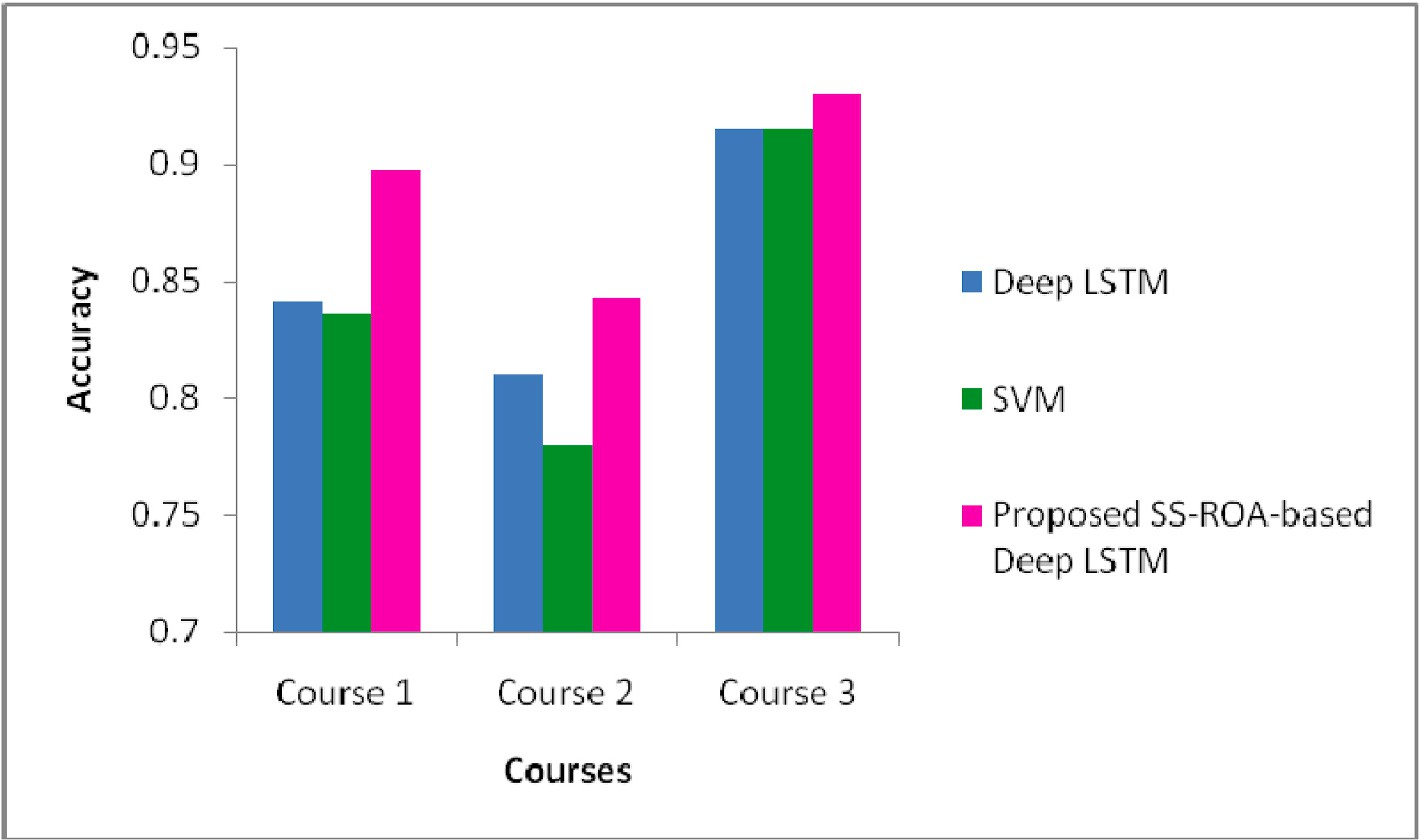 0.95
0.9
0.85
0.8
0.75
0.7
Accuracy
Course 1
Course 2
Course 3
Courses
Deep LSTM
SVM
Proposed SS-ROA-based
Deep LSTM